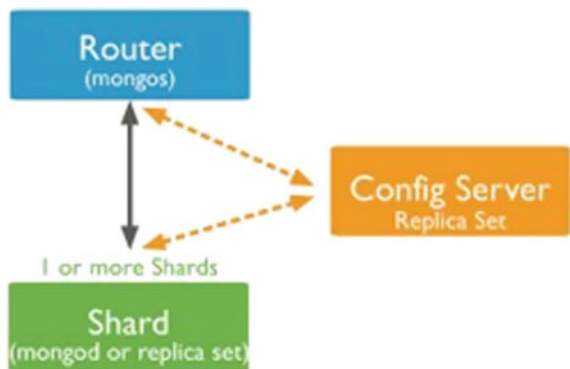 Router
(mongos)
Config Server
Replica Set
1 or more Shards
Shard
(mongod or replica set)